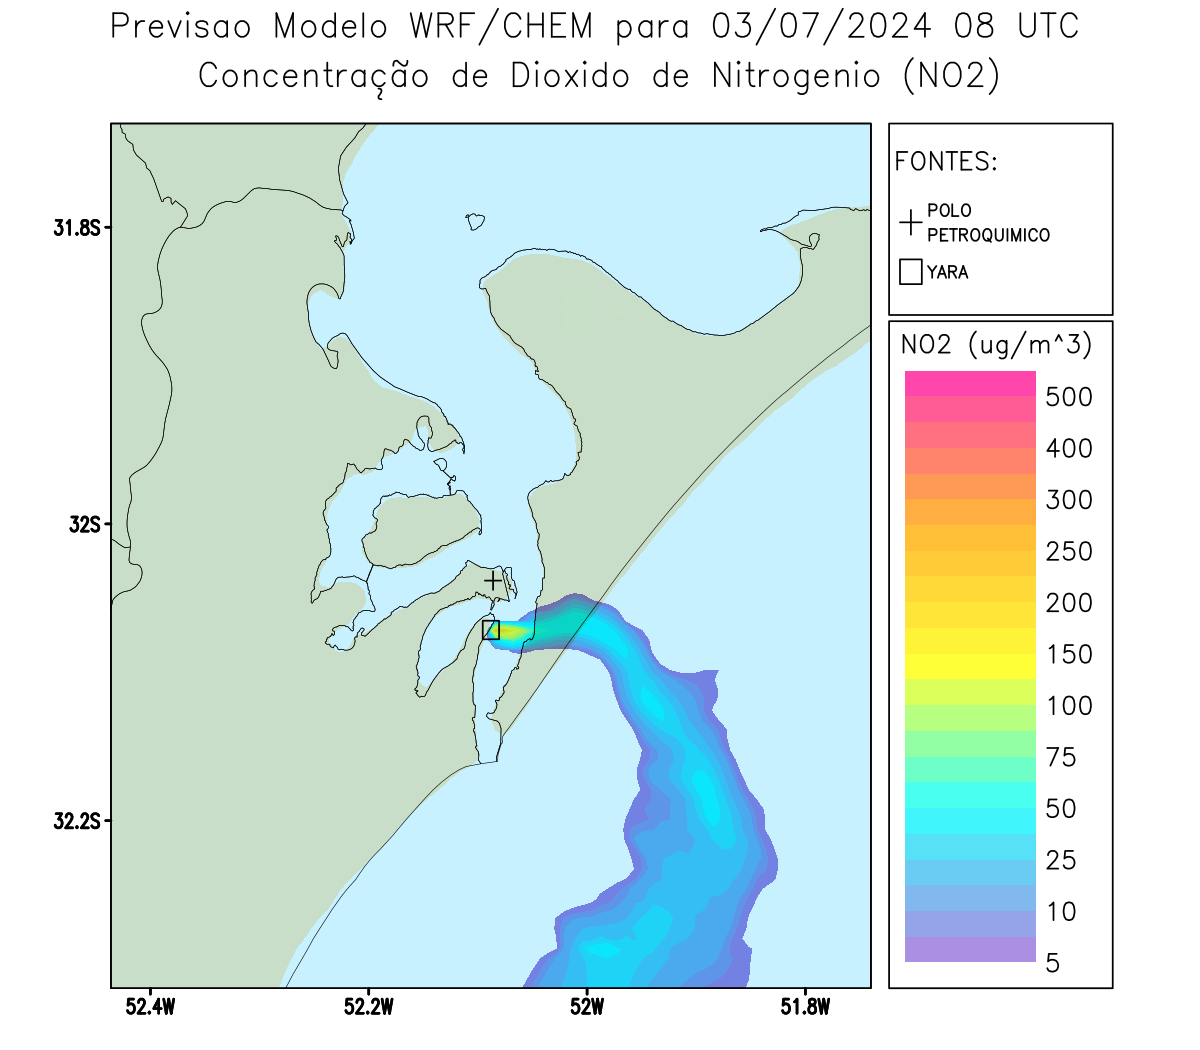 Previsao Modelo WRF/CHEM para 03/07/2024 08 UTC
Concentração de Dioxido de Nitrogenio (NO2)
FONTES:
POLO
PETROQUIMICO
YARA
NO2 (ug/m^3)
500
400
300
250
200
150
100
75
50
25
10
5
31.8S
32S
32.2S
52.4W
52.2W
52W
51.8W